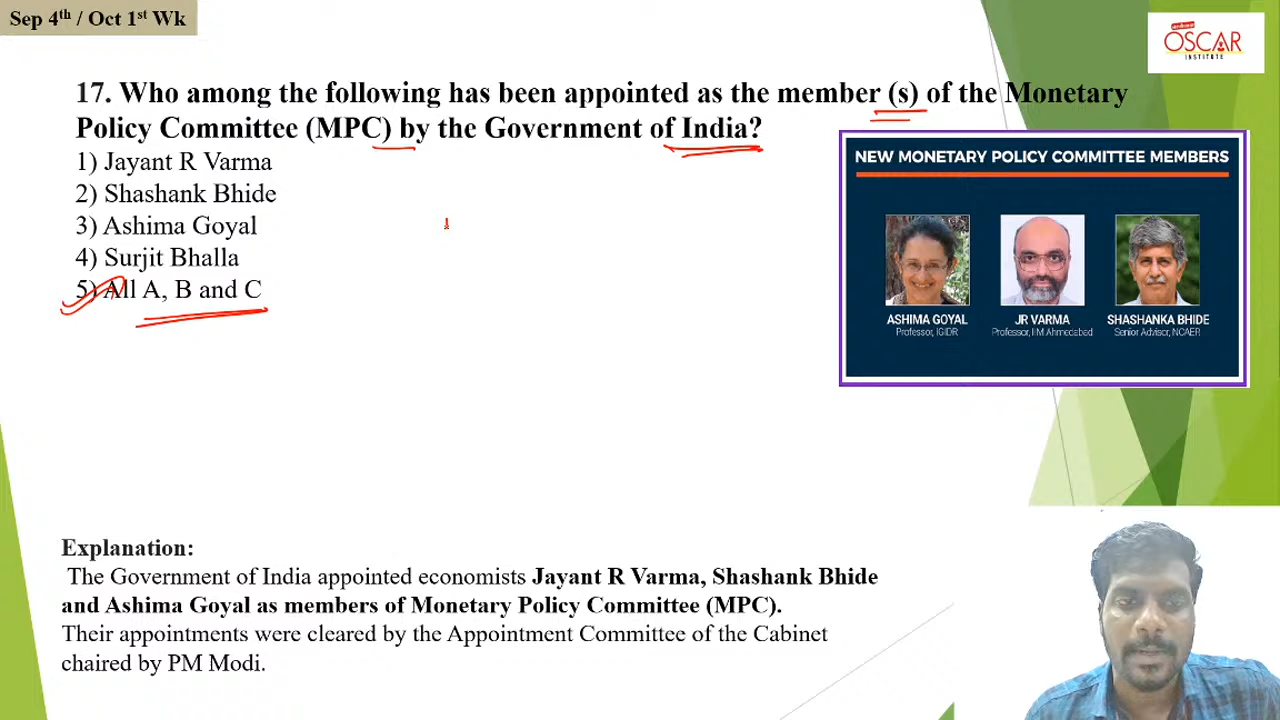 Sep 4th / Oct 1st Wk
OSCAR
INSTITUTE
17. Who among the following has been appointed as the member (s) of the Monetary
Policy Committee (MPC) by the Government of India?
1) Jayant R Varma
2) Shashank Bhide
3) Ashima Goyal
4) Surjit Bhalla
5) All A, B and C
NEW MONETARY POLICY COMMITTEE MEMBERS
ASHIMA GOYAL
Professor, IGIDR
JR VARMA
Professor, IIM Ahmedabad
SHASHANKA BHIDE
Senior Advisor, NCAER
Explanation:
The Government of India appointed economists Jayant R Varma, Shashank Bhide
and Ashima Goyal as members of Monetary Policy Committee (MPC).
Their appointments were cleared by the Appointment Committee of the Cabinet
chaired by PM Modi.